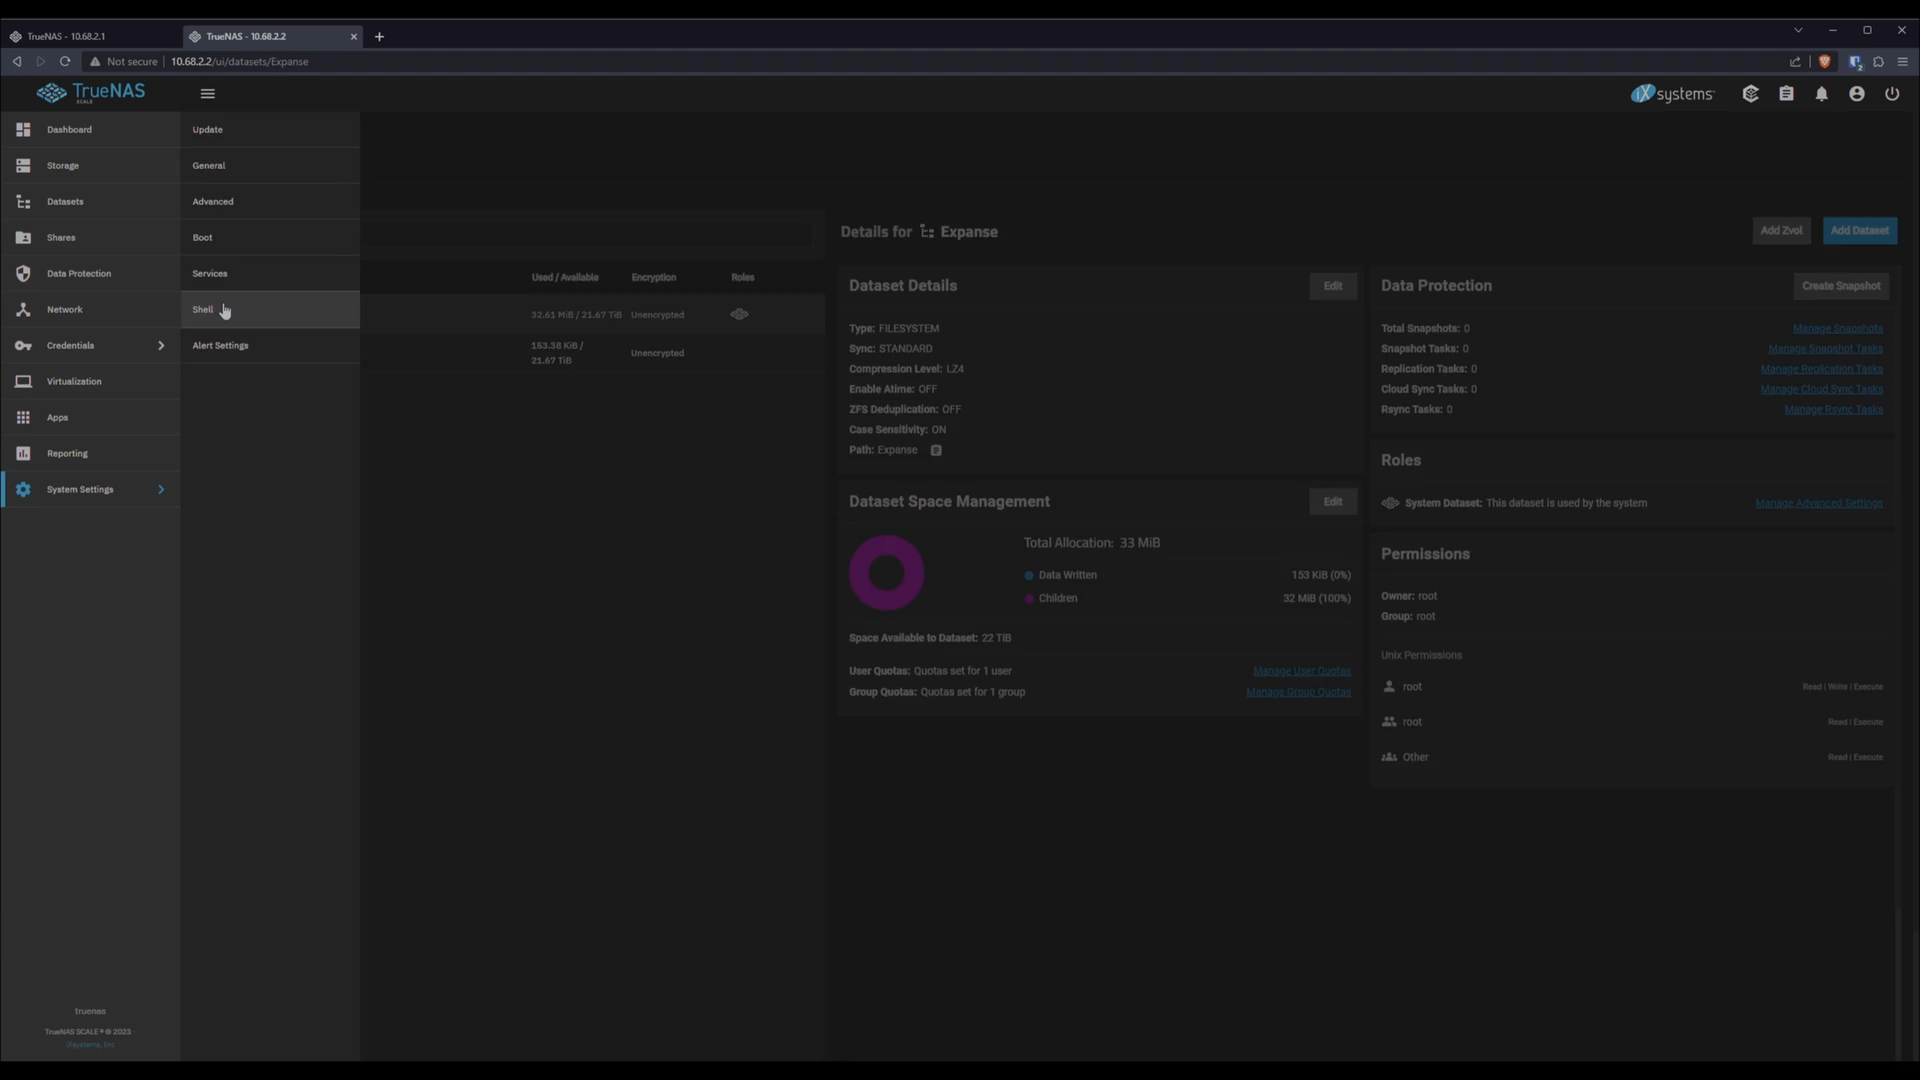 TrueNAS - 10.68.2.1
TrueNAS - 10.68.2.2
Not secure
10.68.2.2/ui/datasets/Expanse
TrueNAS
SCALE
iXsystems
Dashboard
Storage
Datasets
Shares
Data Protection
Network
Credentials
Virtualization
Apps
Reporting
System Settings
truenas
TrueNAS SCALE ® © 2023 -
iXsystems, Inc
Update
General
Advanced
Boot
Services
Shell
Alert Settings
Used / Available Encryption Roles
32.61 MiB / 21.67 TiB Unencrypted
153.38 KiB /
21.67 TiB
Unencrypted
Details for Expanse
Add Zvol
Add Dataset
Dataset Details
Edit
Type: FILESYSTEM
Sync: STANDARD
Compression Level: LZ4
Enable Atime: OFF
ZFS Deduplication: OFF
Case Sensitivity: ON
Path: Expanse
Dataset Space Management
Edit
Total Allocation: 33 MiB
Data Written 153 KiB (0%)
Children 32 MiB (100%)
Space Available to Dataset: 22 TiB
User Quotas: Quotas set for 1 user Manage User Quotas
Group Quotas: Quotas set for 1 group Manage Group Quotas
Data Protection
Create Snapshot
Total Snapshots: 0 Manage Snapshots
Snapshot Tasks: 0 Manage Snapshot Tasks
Replication Tasks: 0 Manage Replication Tasks
Cloud Sync Tasks: 0 Manage Cloud Sync Tasks
Rsync Tasks: 0 Manage Rsync Tasks
Roles
System Dataset: This dataset is used by the system Manage Advanced Settings
Permissions
Owner: root
Group: root
Unix Permissions
root Read | Write | Execute
root Read | Execute
Other Read | Execute